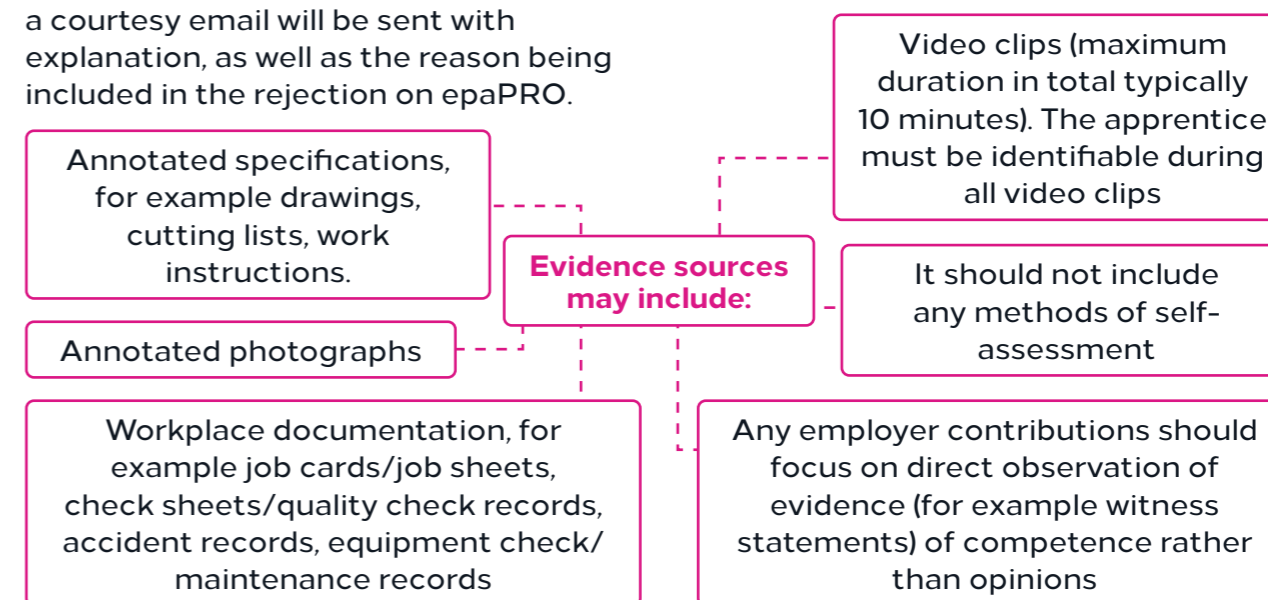 a courtesy email will be sent with
explanation, as well as the reason being
included in the rejection on epaPRO.
Annotated specifications,
for example drawings,
cutting lists, work
instructions.
Annotated photographs
Workplace documentation, for
example job cards/job sheets,
check sheets/quality check records,
accident records, equipment check/
maintenance records
Evidence sources
may include:
Video clips (maximum
duration in total typically
10 minutes). The apprentice
must be identifiable during
all video clips
It should not include
any methods of self-
assessment
Any employer contributions should
focus on direct observation of
evidence (for example witness
statements) of competence rather
than opinions